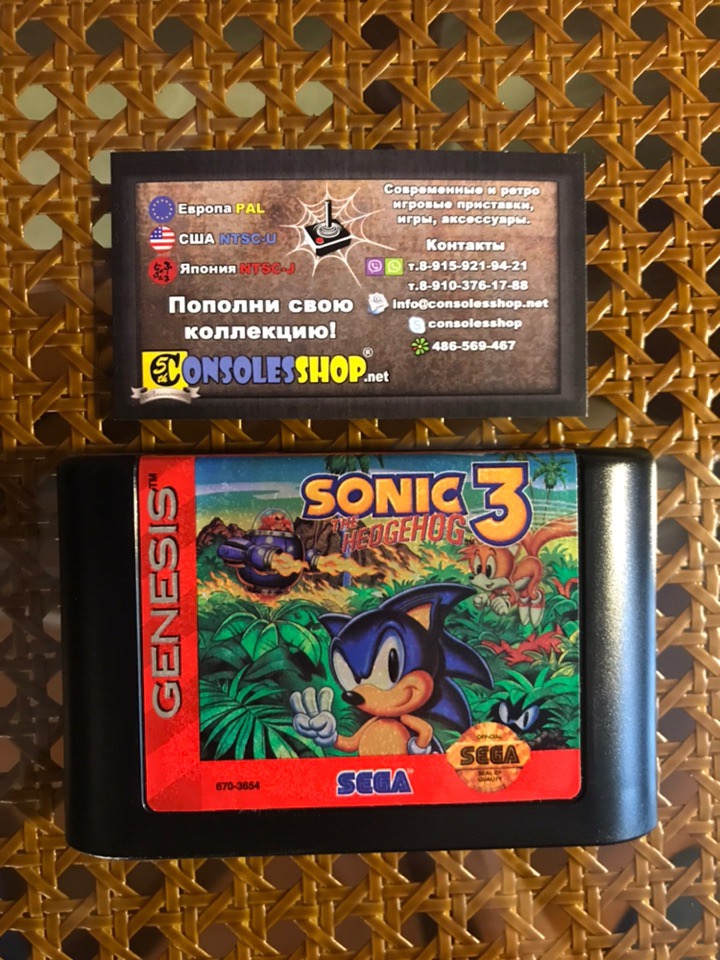 Европа PAL
США NTSC-U
Япония NTSC-J
Пополни свою
коллекцию!
CONSOLESSHOP.net
Современные и ретро
игровые приставки,
игры, аксессуары.
Контакты
т.8-915-921-94-21
т.8-910-376-17-88
info@consolesshop.net
consolesshop
486-569-467
GENESIS™
SONIC
THE
HEDGEHOG
3
OFFICIAL
SEGA
SEAL OF
QUALITY
670-3654
SEGA™